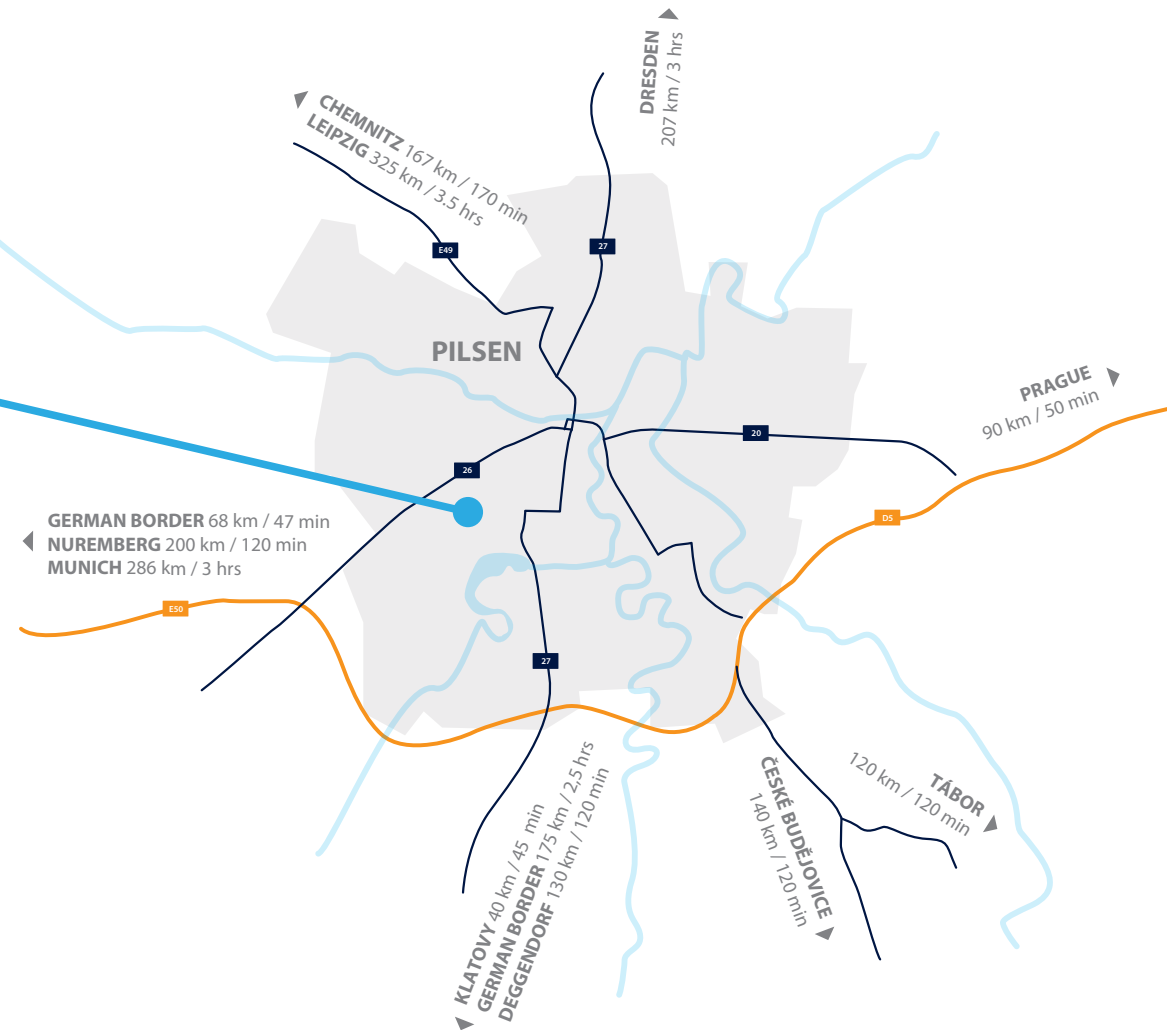 DRESDEN
207 km / 3 hrs
CHEMNITZ 167 km / 170 min
LEIPZIG 325 km / 3.5 hrs
E49
27
PILSEN
PRAGUE
90 km / 50 min
20
26
D5
GERMAN BORDER 68 km / 47 min
NUREMBERG 200 km / 120 min
MUNICH 286 km / 3 hrs
E50
27
KLATOVY 40 km / 45 min
GERMAN BORDER 175 km / 2,5 hrs
DEGGENDORF 130 km / 120 min
ČESKÉ BUDĚJOVICE
140 km / 120 min
TÁBOR
120 km / 120 min